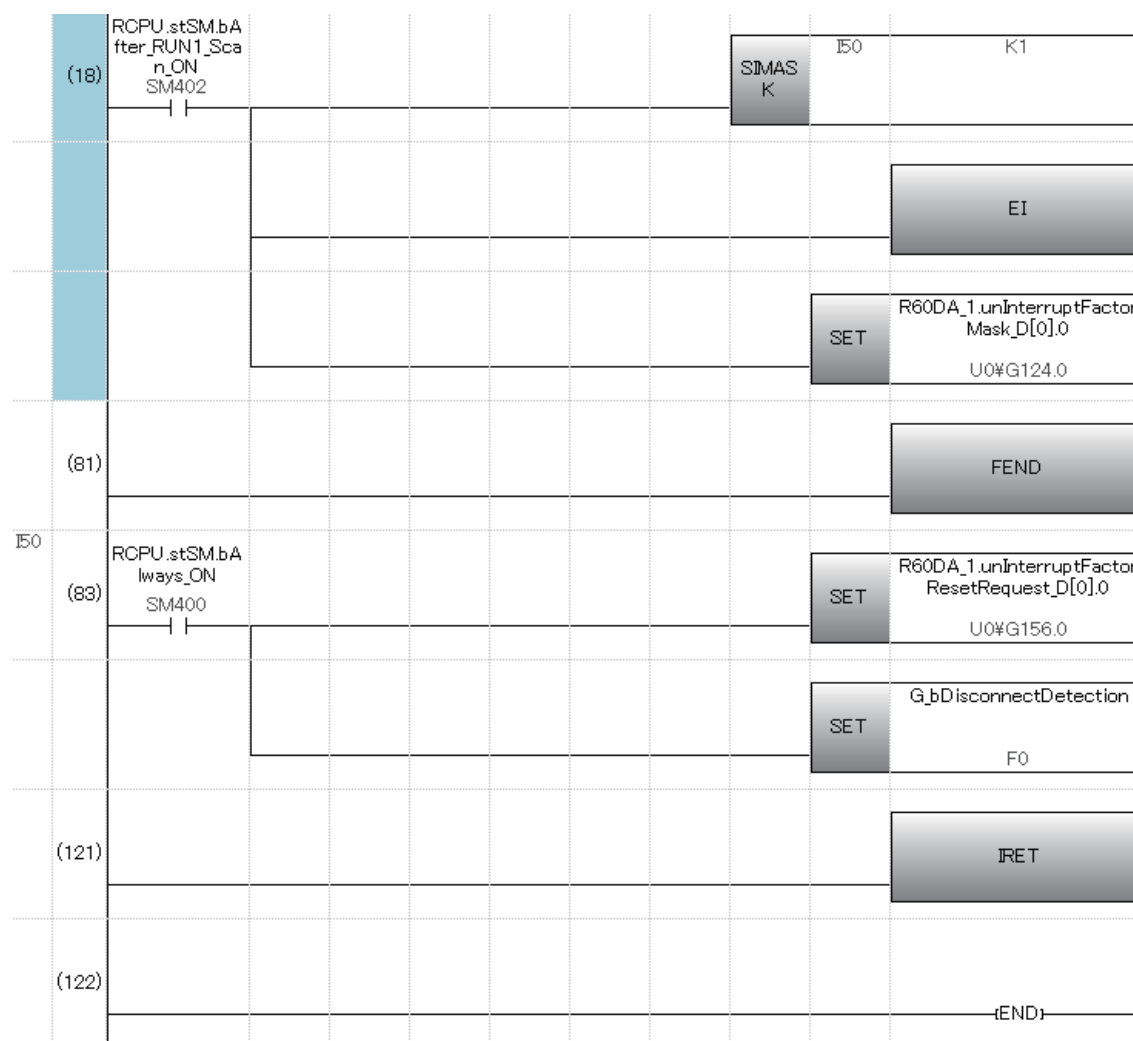 RCPU.stSM.bA
fter_RUN1_Sca
n_ON
(18)
SM402
SIMAS
K
I50
K1
EI
SET
R60DA_1.unInterruptFactor
Mask_D[0].0
U0¥G124.0
(81)
FEND
I50
RCPU.stSM.bA
lways_ON
(83)
SM400
SET
R60DA_1.unInterruptFactor
ResetRequest_D[0].0
U0¥G156.0
SET
G_bDisconnectDetection
F0
(121)
IRET
(122)
[END]